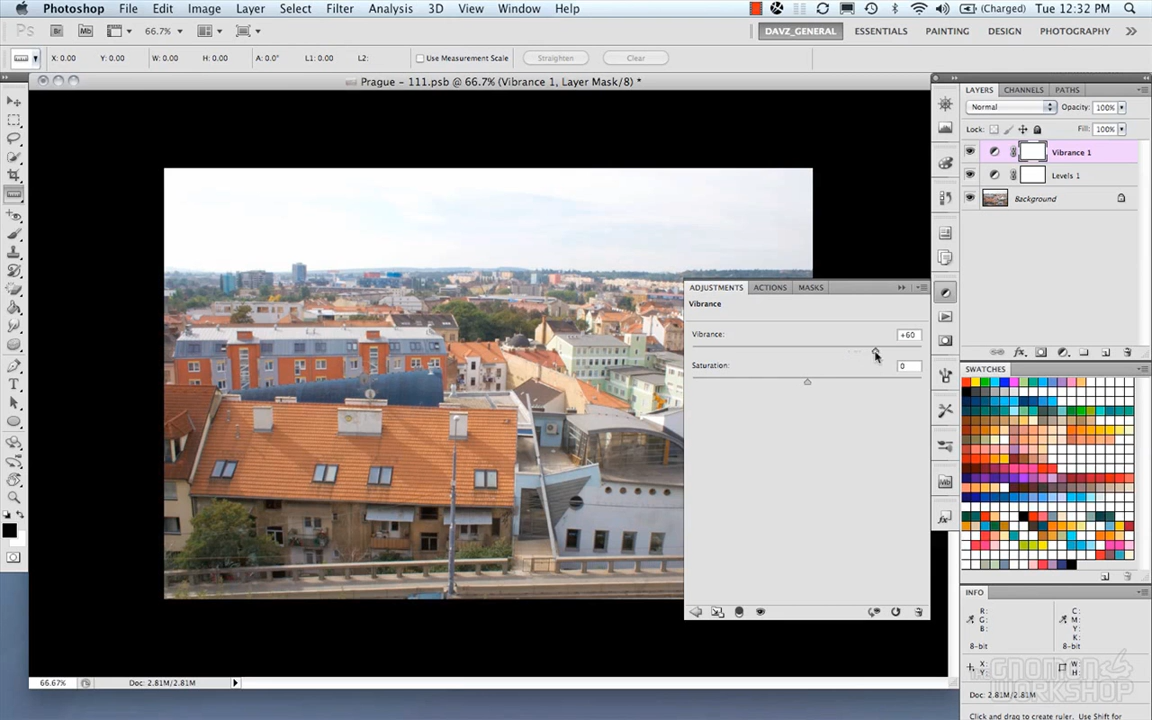 Photoshop File Edit Image Layer Select Filter Analysis 3D View Window Help (Charged) Tue 12:32 PM
Ps Br Mb 66.7% DAVZ_GENERAL ESSENTIALS PAINTING DESIGN PHOTOGRAPHY
X: 0.00 Y: 0.00 W: 0.00 H: 0.00 A: 0.0° L1: 0.00 L2: Use Measurement Scale Straighten Clear
Prague - 111.psb @ 66.7% (Vibrance 1, Layer Mask/8) *
LAYERS CHANNELS PATHS
Normal Opacity: 100%
Lock: Fill: 100%
Vibrance 1
Levels 1
Background
ADJUSTMENTS ACTIONS MASKS
Vibrance
Vibrance: +60
Saturation: 0
SWATCHES
INFO
R: C:
G: M:
B: Y:
K:
8-bit 8-bit
X: W:
Y: H:
Doc: 2.81M/2.81M
Click and drag to create ruler. Use Shift for
66.67% Doc: 2.81M/2.81M
GNOMON
WORKSHOP